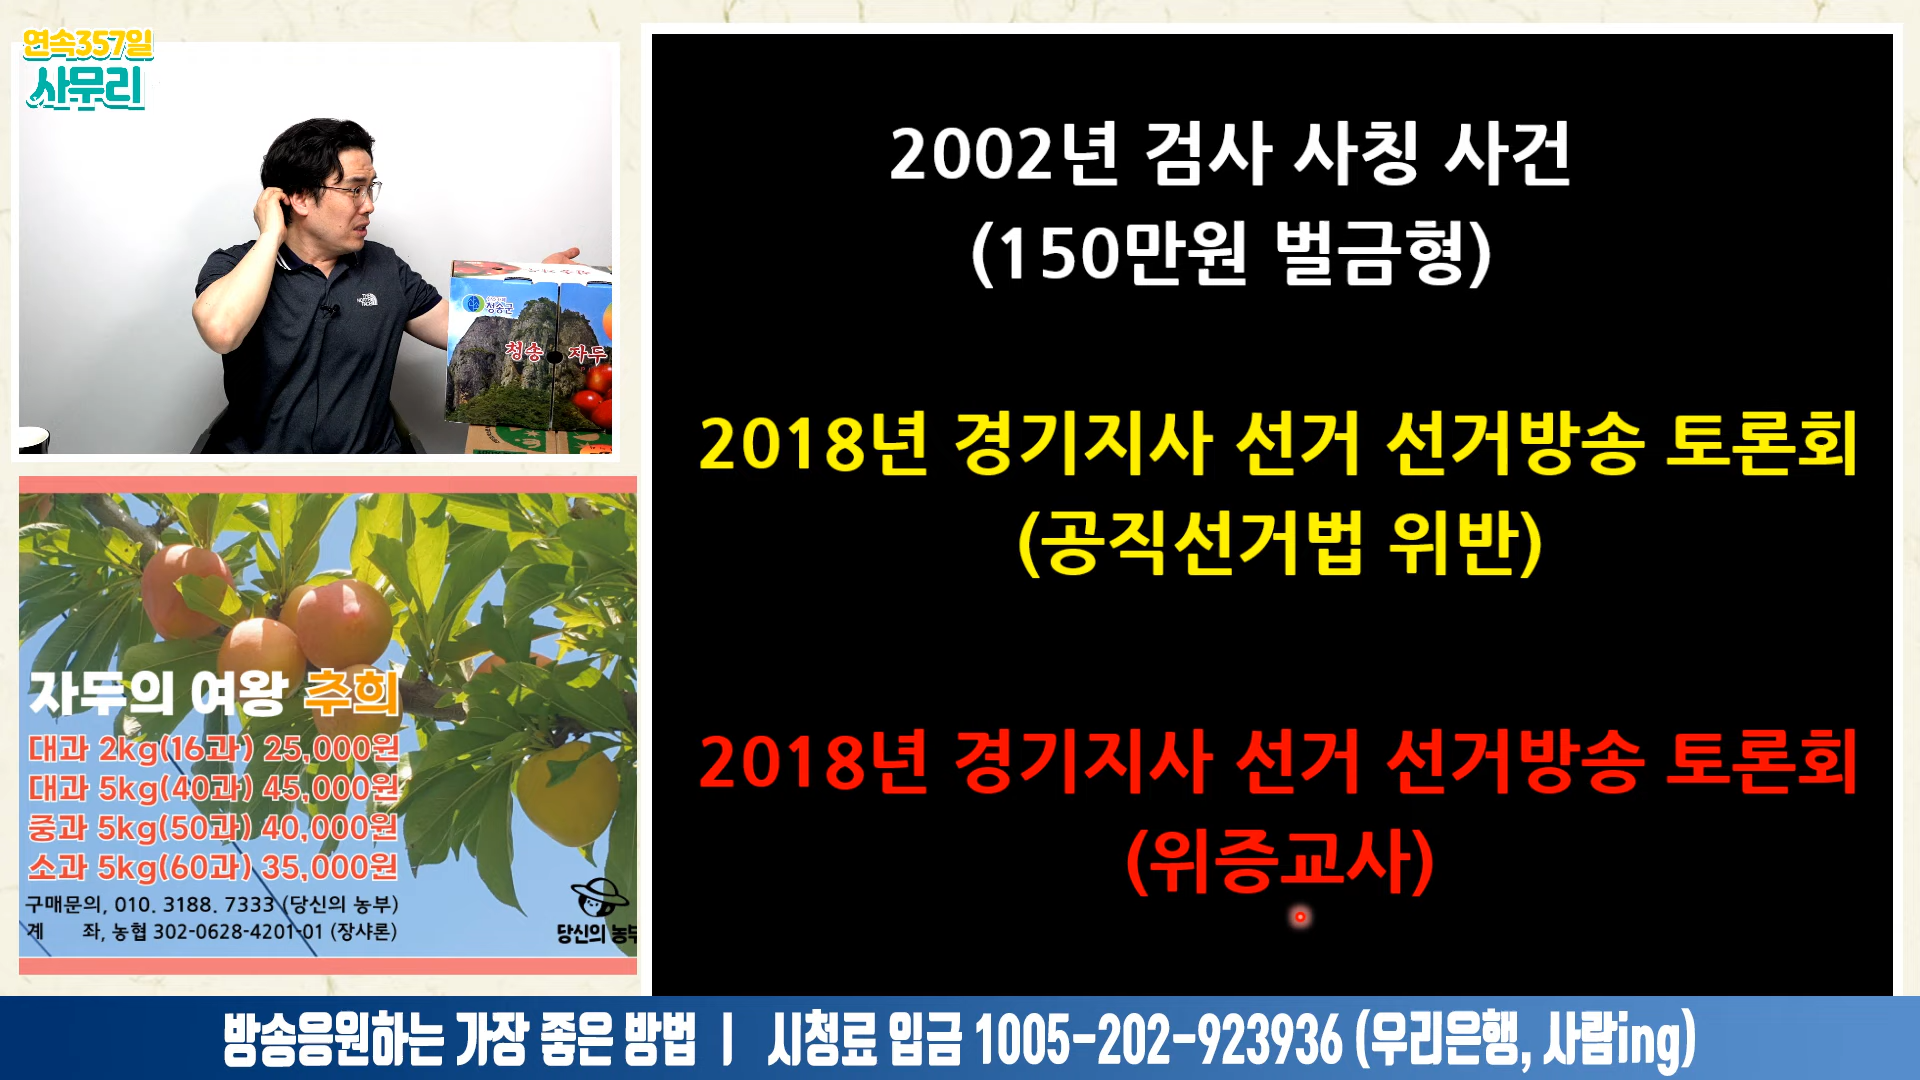 연속357일
사무리
THE NORTH FACE
청송군
청송 자두
2002년 검사 사칭 사건
(150만원 벌금형)
2018년 경기지사 선거 선거방송 토론회
(공직선거법 위반)
2018년 경기지사 선거 선거방송 토론회
(위증교사)
자두의 여왕 추희
대과 2kg(16과) 25,000원
대과 5kg(40과) 45,000원
중과 5kg(50과) 40,000원
소과 5kg(60과) 35,000원
구매문의, 010. 3188. 7333 (당신의 농부)
계 좌, 농협 302-0628-4201-01 (장샤론)
당신의 농부
방송응원하는 가장 좋은 방법 ㅣ 시청료 입금 1005-202-923936 (우리은행, 사람ing)